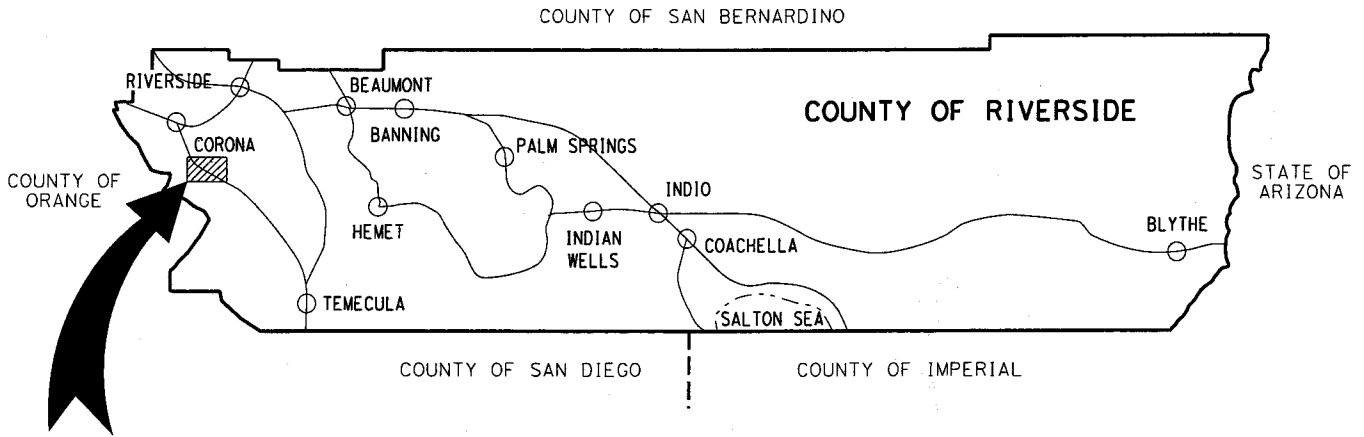 COUNTY OF SAN BERNARDINO
RIVERSIDE
BEAUMONT
COUNTY OF RIVERSIDE
BANNING
CORONA
PALM SPRINGS
COUNTY OF
ORANGE
STATE OF
ARIZONA
INDIO
HEMET
INDIAN
WELLS
COACHELLA
BLYTHE
TEMECULA
SALTON SEA
COUNTY OF SAN DIEGO
COUNTY OF IMPERIAL